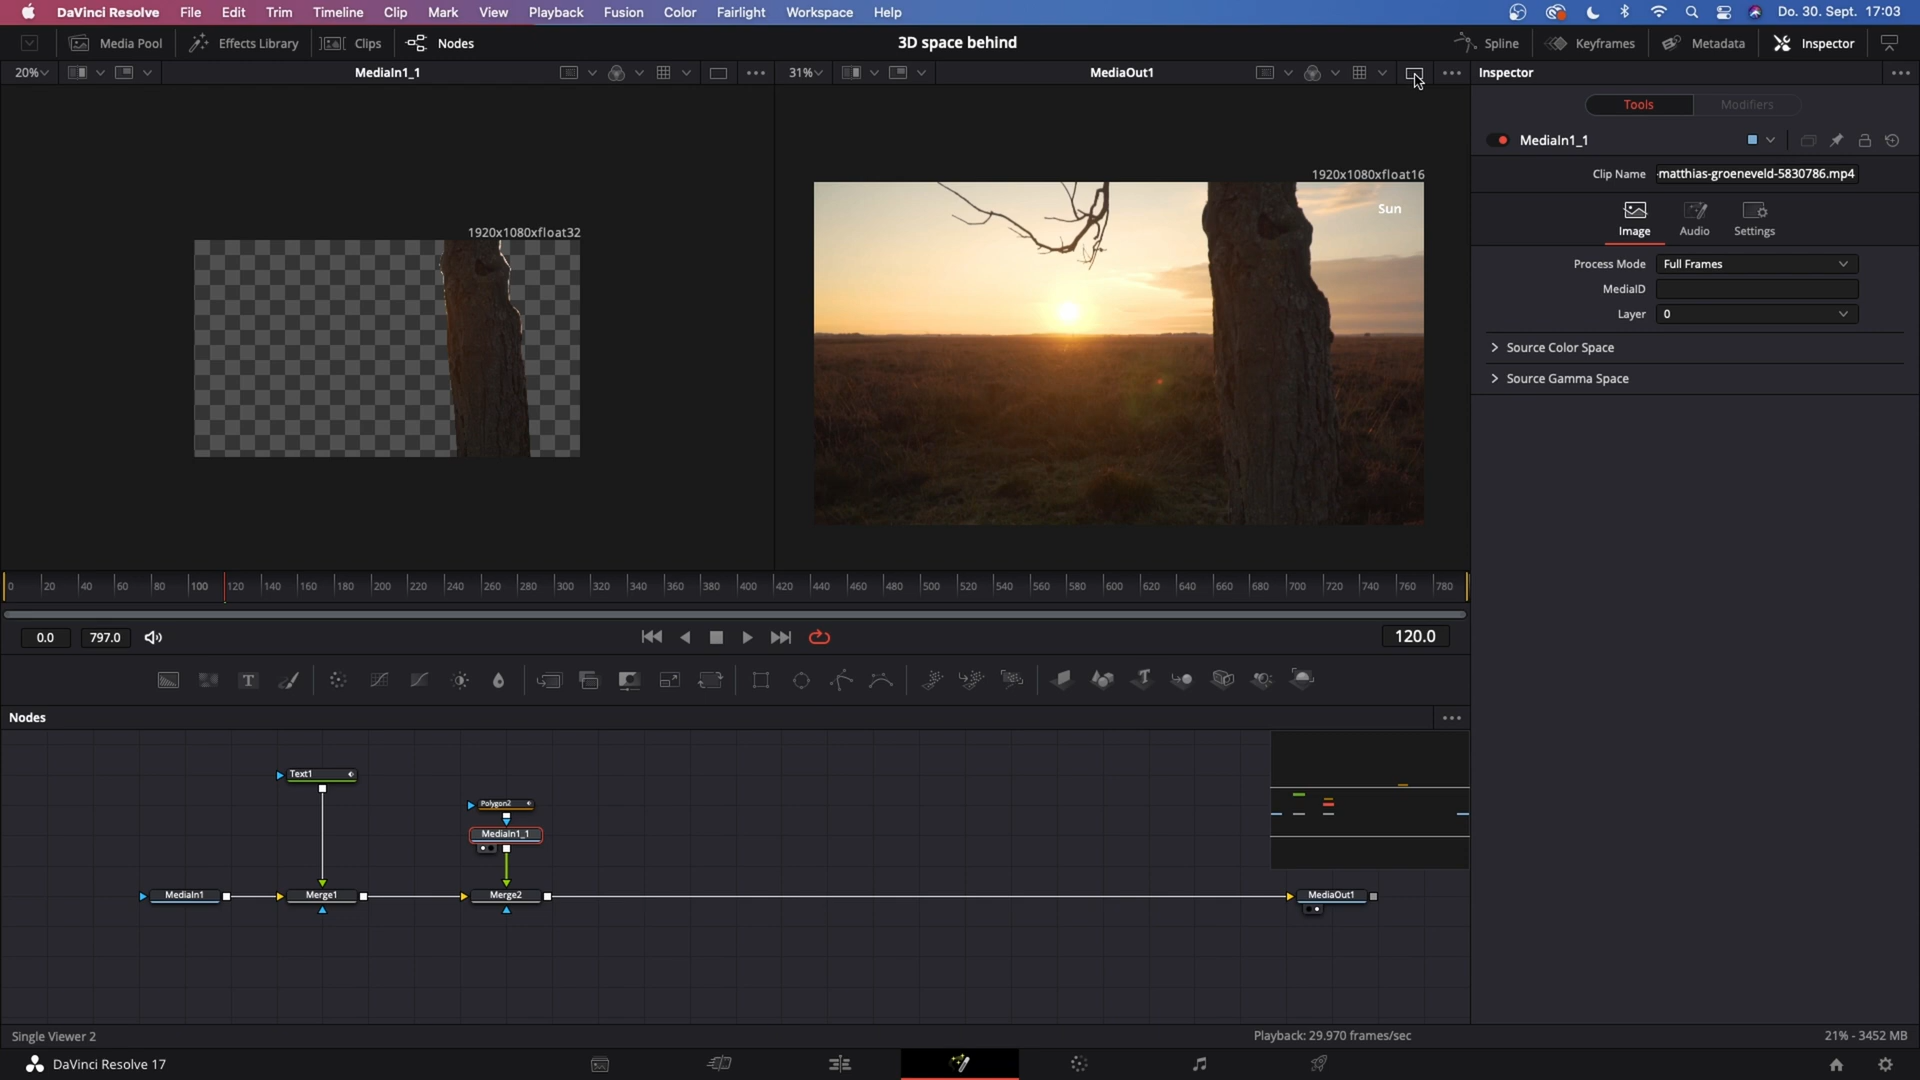 DaVinci Resolve File Edit Trim Timeline Clip Mark View Playback Fusion Color Fairlight Workspace Help Do. 30. Sept. 17:03
Media Pool Effects Library Clips Nodes 3D space behind Spline Keyframes Metadata Inspector
20% MediaIn1_1 31% MediaOut1 Inspector
Tools Modifiers
MediaIn1_1
Clip Name -matthias-groeneveld-5830786.mp4
1920x1080xfloat16
Sun
1920x1080xfloat32
Image Audio Settings
Process Mode Full Frames
MediaID
Layer 0
Source Color Space
Source Gamma Space
0 20 40 60 80 100 120 140 160 180 200 220 240 260 280 300 320 340 360 380 400 420 440 460 480 500 520 540 560 580 600 620 640 660 680 700 720 740 760 780
0.0 797.0 120.0
T
Nodes
Text1
Polygon2
MediaIn1_1
MediaIn1 Merge1 Merge2 MediaOut1
Single Viewer 2 Playback: 29.970 frames/sec 21% - 3452 MB
DaVinci Resolve 17